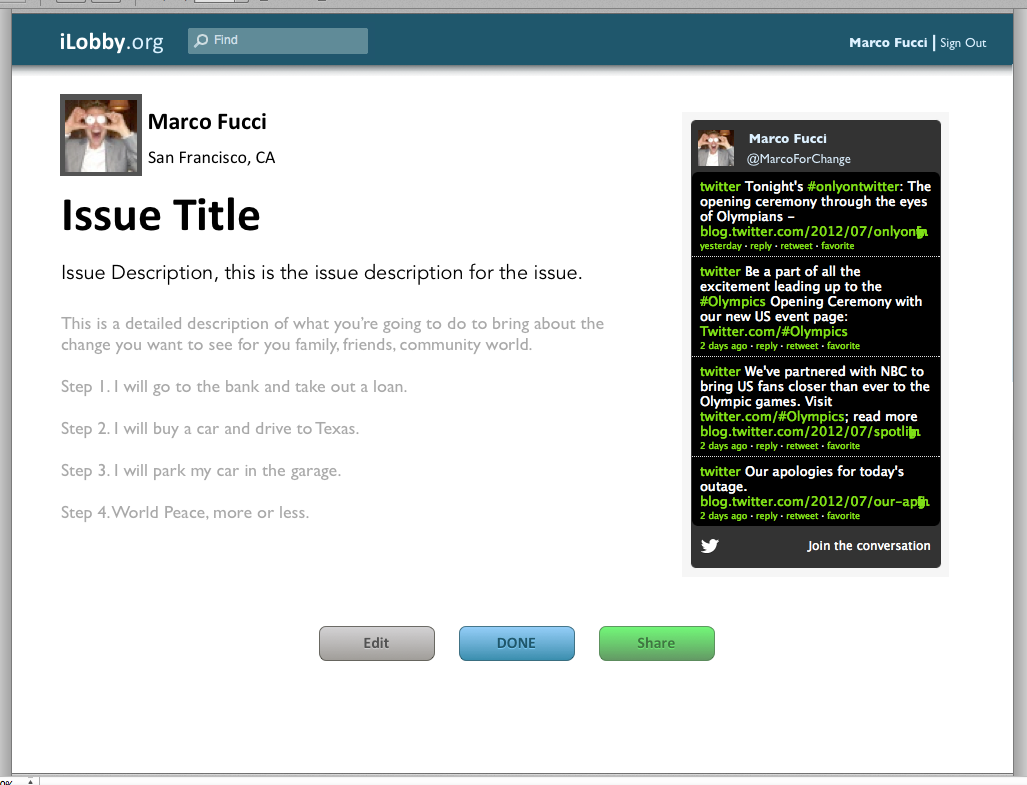 iLobby.org
Find
Marco Fucci | Sign Out
Marco Fucci
San Francisco, CA
Issue Title
Issue Description, this is the issue description for the issue.
This is a detailed description of what you're going to do to bring about the
change you want to see for you family, friends, community world.
Step 1. I will go to the bank and take out a loan.
Step 2. I will buy a car and drive to Texas.
Step 3. I will park my car in the garage.
Step 4. World Peace, more or less.
Marco Fucci
@MarcoForChange
twitter Tonight's #onlyontwitter: The
opening ceremony through the eyes
of Olympians –
blog.twitter.com/2012/07/onlyon
yesterday · reply · retweet · favorite
twitter Be a part of all the
excitement leading up to the
#Olympics Opening Ceremony with
our new US event page:
Twitter.com/#Olympics
2 days ago · reply · retweet · favorite
twitter We've partnered with NBC to
bring US fans closer than ever to the
Olympic games. Visit
twitter.com/#Olympics; read more
blog.twitter.com/2012/07/spotli
2 days ago · reply · retweet · favorite
twitter Our apologies for today's
outage.
blog.twitter.com/2012/07/our-ap
2 days ago · reply · retweet · favorite
Join the conversation
Edit
DONE
Share